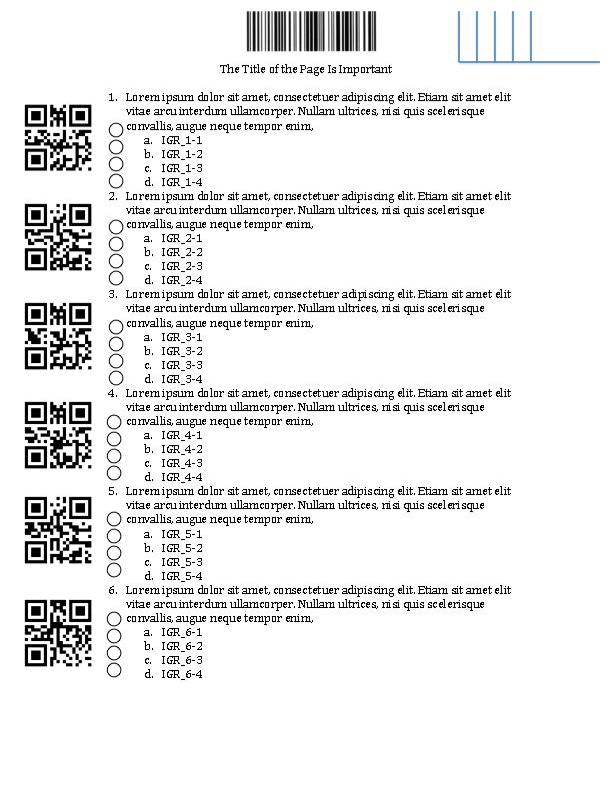 The Title of the Page Is Important
1. Lorem ipsum dolor sit amet, consectetuer adipiscing elit. Etiam sit amet elit
vitae arcu interdum ullamcorper. Nullam ultrices, nisi quis scelerisque
convallis, augue neque tempor enim,
a. IGR_1-1
b. IGR_1-2
c. IGR_1-3
d. IGR_1-4
2. Lorem ipsum dolor sit amet, consectetuer adipiscing elit. Etiam sit amet elit
vitae arcu interdum ullamcorper. Nullam ultrices, nisi quis scelerisque
convallis, augue neque tempor enim,
a. IGR_2-1
b. IGR_2-2
c. IGR_2-3
d. IGR_2-4
3. Lorem ipsum dolor sit amet, consectetuer adipiscing elit. Etiam sit amet elit
vitae arcu interdum ullamcorper. Nullam ultrices, nisi quis scelerisque
convallis, augue neque tempor enim,
a. IGR_3-1
b. IGR_3-2
c. IGR_3-3
d. IGR_3-4
4. Lorem ipsum dolor sit amet, consectetuer adipiscing elit. Etiam sit amet elit
vitae arcu interdum ullamcorper. Nullam ultrices, nisi quis scelerisque
convallis, augue neque tempor enim,
a. IGR_4-1
b. IGR_4-2
c. IGR_4-3
d. IGR_4-4
5. Lorem ipsum dolor sit amet, consectetuer adipiscing elit. Etiam sit amet elit
vitae arcu interdum ullamcorper. Nullam ultrices, nisi quis scelerisque
convallis, augue neque tempor enim,
a. IGR_5-1
b. IGR_5-2
c. IGR_5-3
d. IGR_5-4
6. Lorem ipsum dolor sit amet, consectetuer adipiscing elit. Etiam sit amet elit
vitae arcu interdum ullamcorper. Nullam ultrices, nisi quis scelerisque
convallis, augue neque tempor enim,
a. IGR_6-1
b. IGR_6-2
c. IGR_6-3
d. IGR_6-4